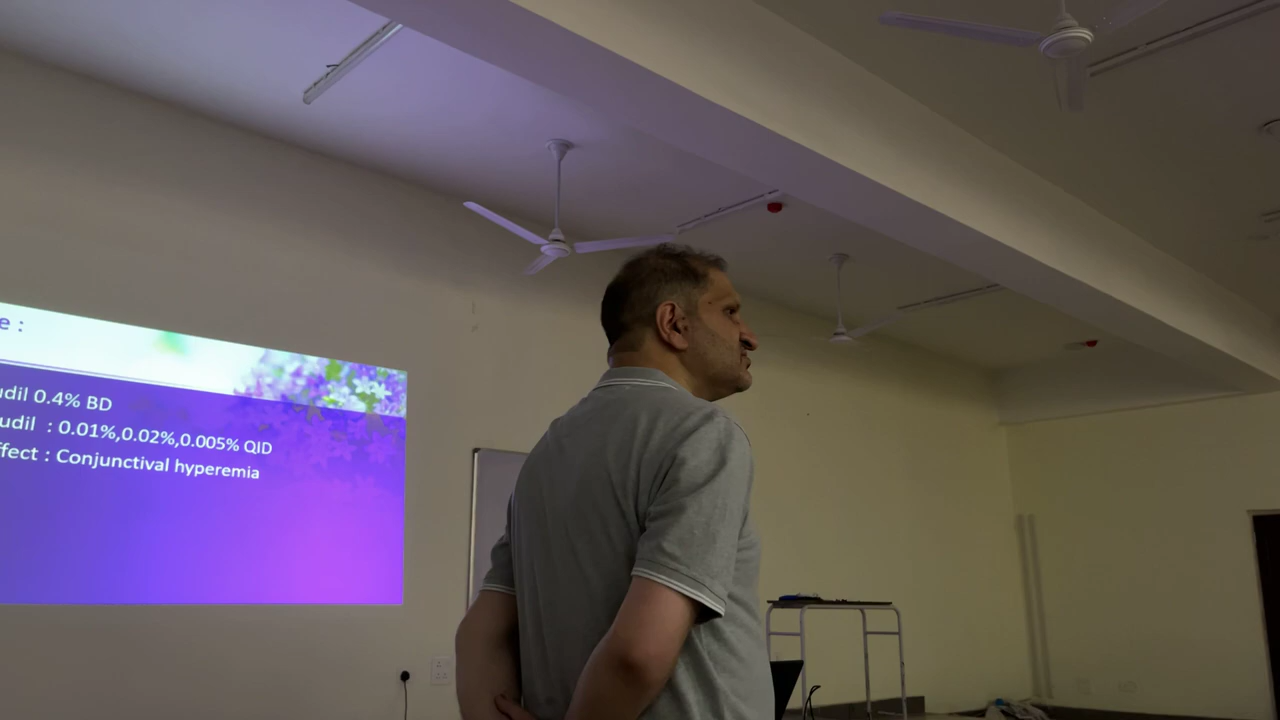 e :
udil 0.4% BD
udil : 0.01%,0.02%,0.005% QID
ffect : Conjunctival hyperemia